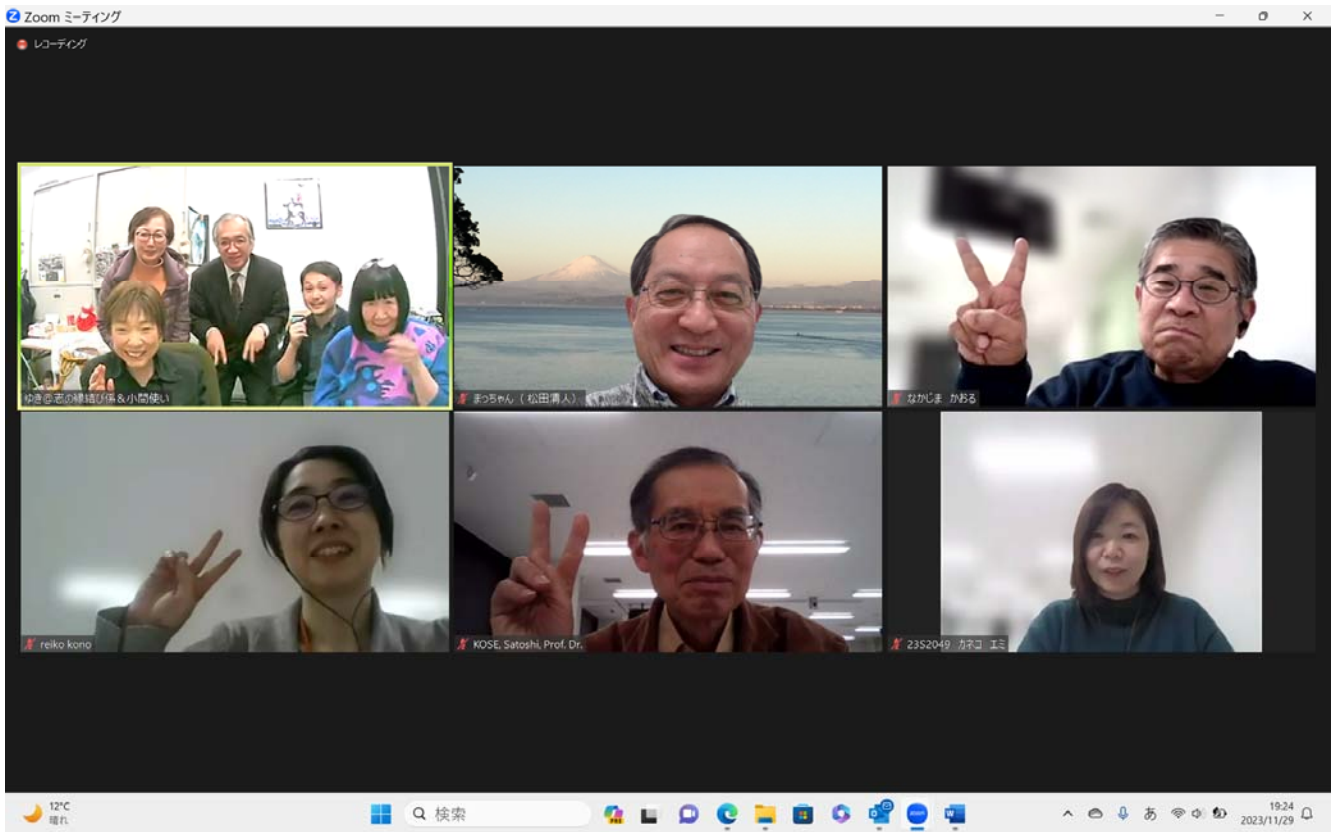 Zoom ミーティング
レコーディング
ゆき@志の縁結び係&小間使い
まっちゃん(松田清人)
なかじま かおる
reiko kono
KOSE, Satoshi, Prof. Dr.
23S2049 カネコ エミ
12°C
晴れ
検索
あ
19:24
2023/11/29